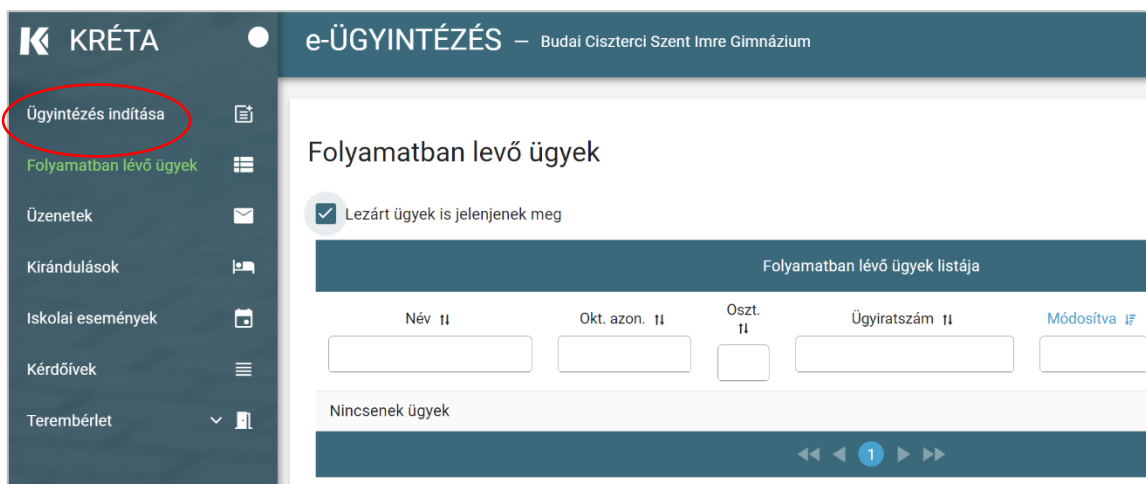 KRÉTA
e-ÜGYINTÉZÉS — Budai Ciszterci Szent Imre Gimnázium
Ügyintézés indítása
Folyamatban lévő ügyek
Üzenetek
Kirándulások
Iskolai események
Kérdőívek
Terembérlet
Folyamatban levő ügyek
Lezárt ügyek is jelenjenek meg
Folyamatban lévő ügyek listája
Név Okt. azon. Oszt. Ügyiratszám Módosítva
Nincsenek ügyek
1